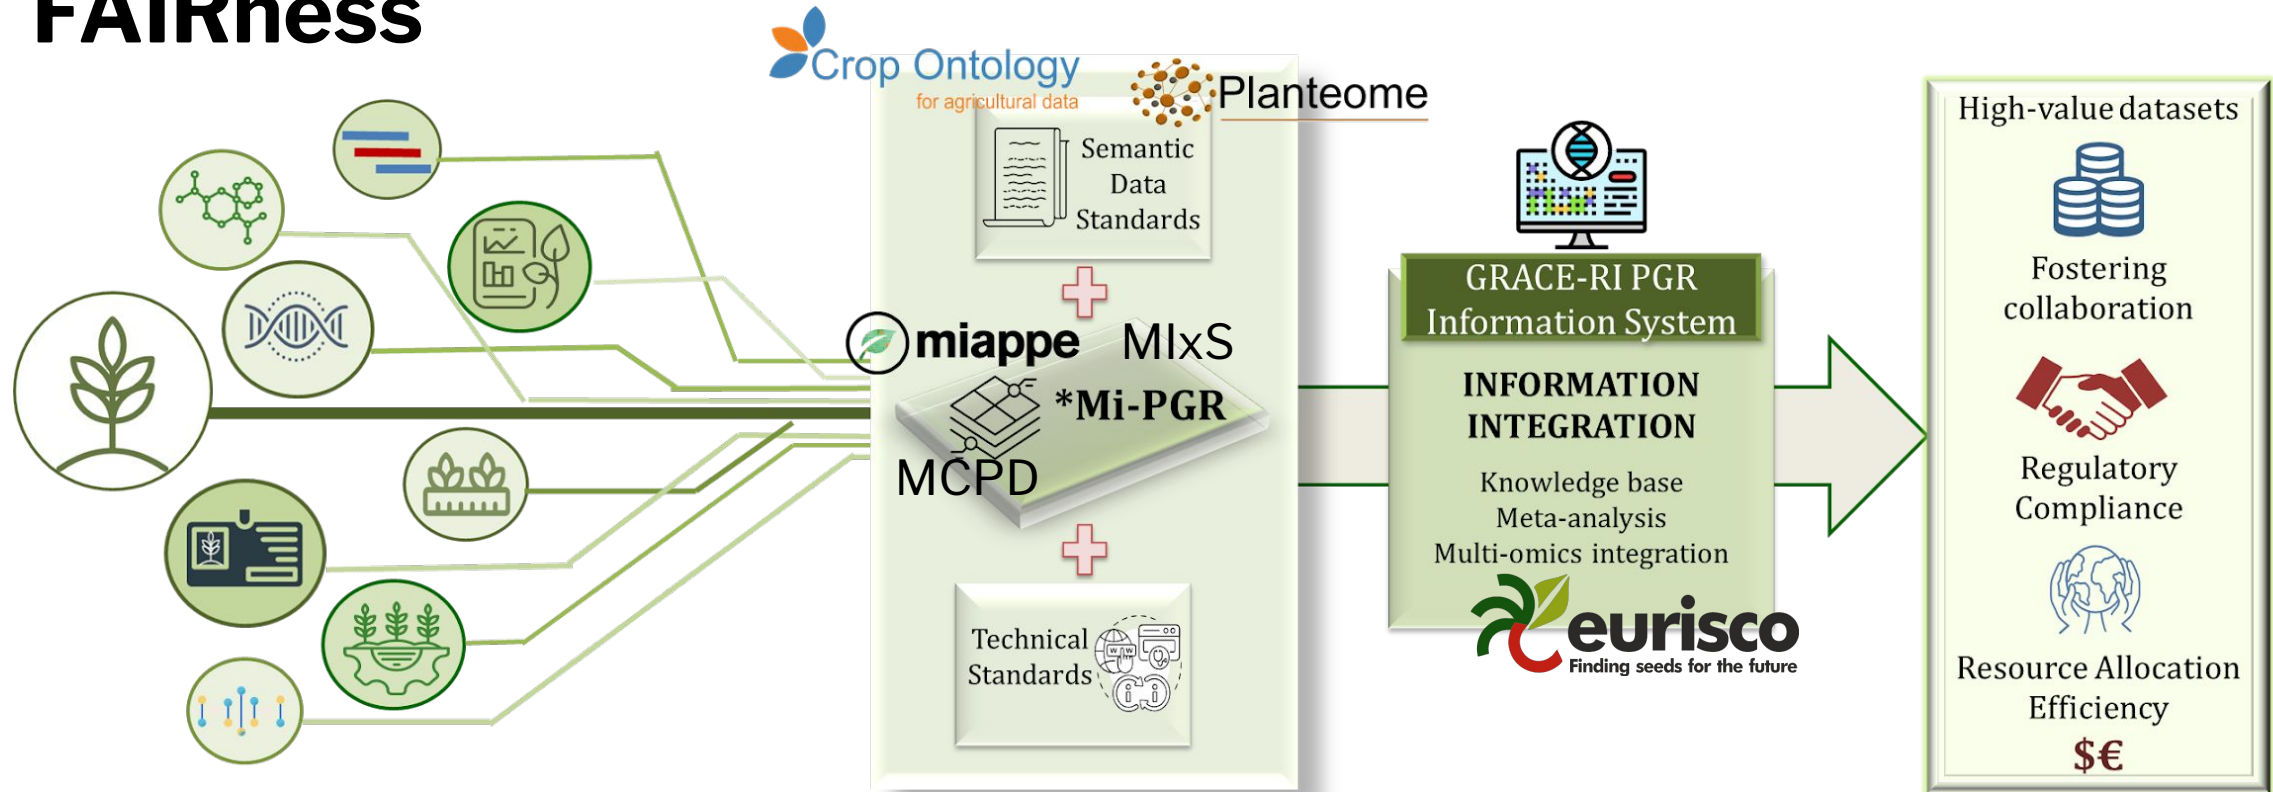 FAIRness
Crop Ontology
for agricultural data
Planteome
Semantic
Data
Standards
miappe
MIxS
*Mi-PGR
MCPD
Technical
Standards
GRACE-RI PGR
Information System
INFORMATION
INTEGRATION
Knowledge base
Meta-analysis
Multi-omics integration
eurisco
Finding seeds for the future
High-value datasets
Fostering
collaboration
Regulatory
Compliance
Resource Allocation
Efficiency
$€